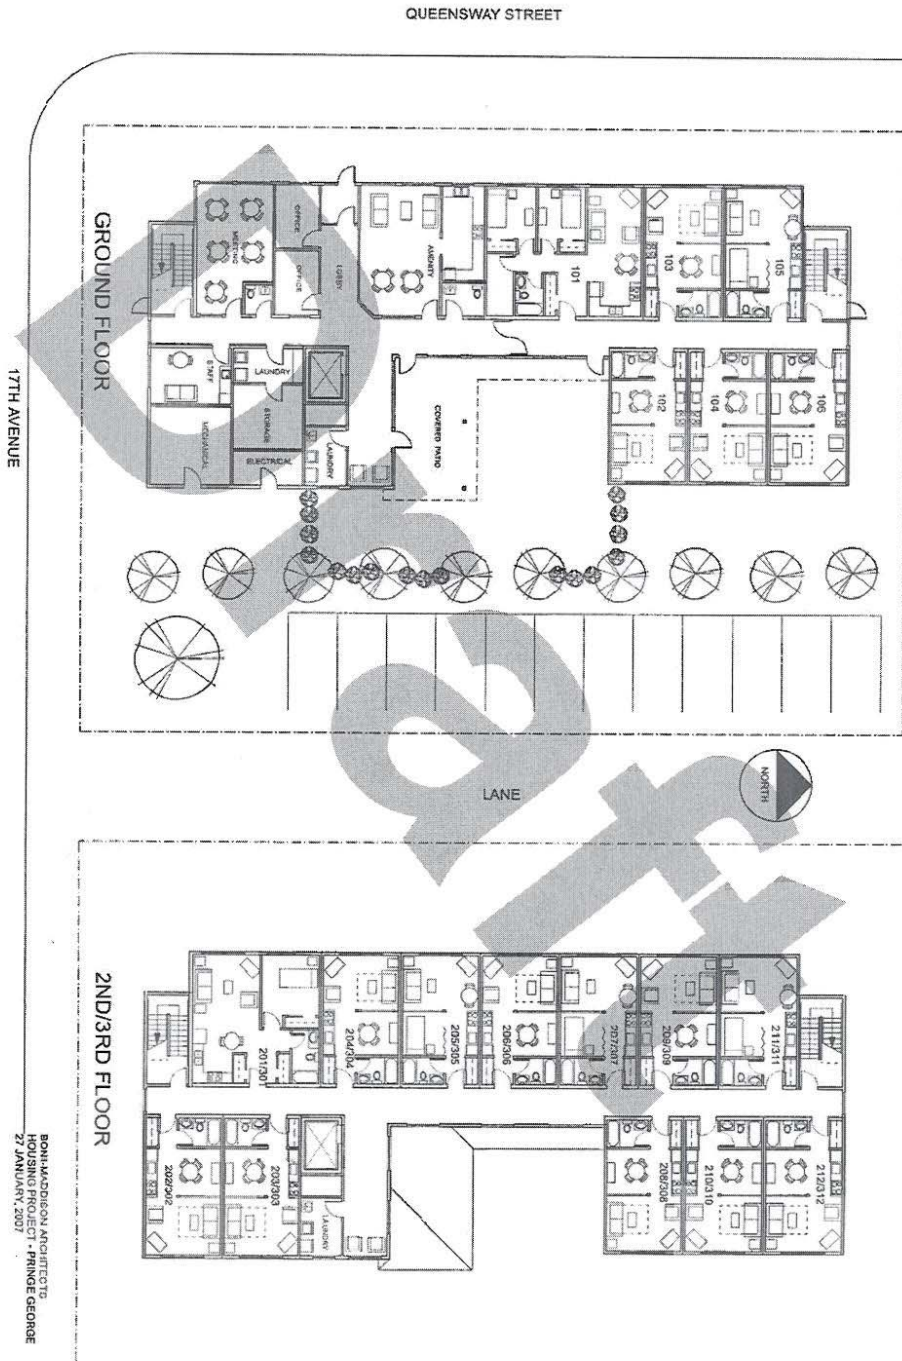 QUEENSWAY STREET
GROUND FLOOR
17TH AVENUE
MEETING
OFFICE
OFFICE
LOBBY
AMENITY
101
103
105
STAFF
LAUNDRY
STORAGE
MECHANICAL
ELECTRICAL
LAUNDRY
COVERED PATIO
102
104
106
Draft
LANE
NORTH
2ND/3RD FLOOR
201/301
204/304
205/305
206/306
207/307
209/309
211/311
202/302
203/303
LAUNDRY
208/308
210/310
212/312
BONI-MADDISON ARCHITECTS
HOUSING PROJECT - PRINCE GEORGE
27 JANUARY, 2007